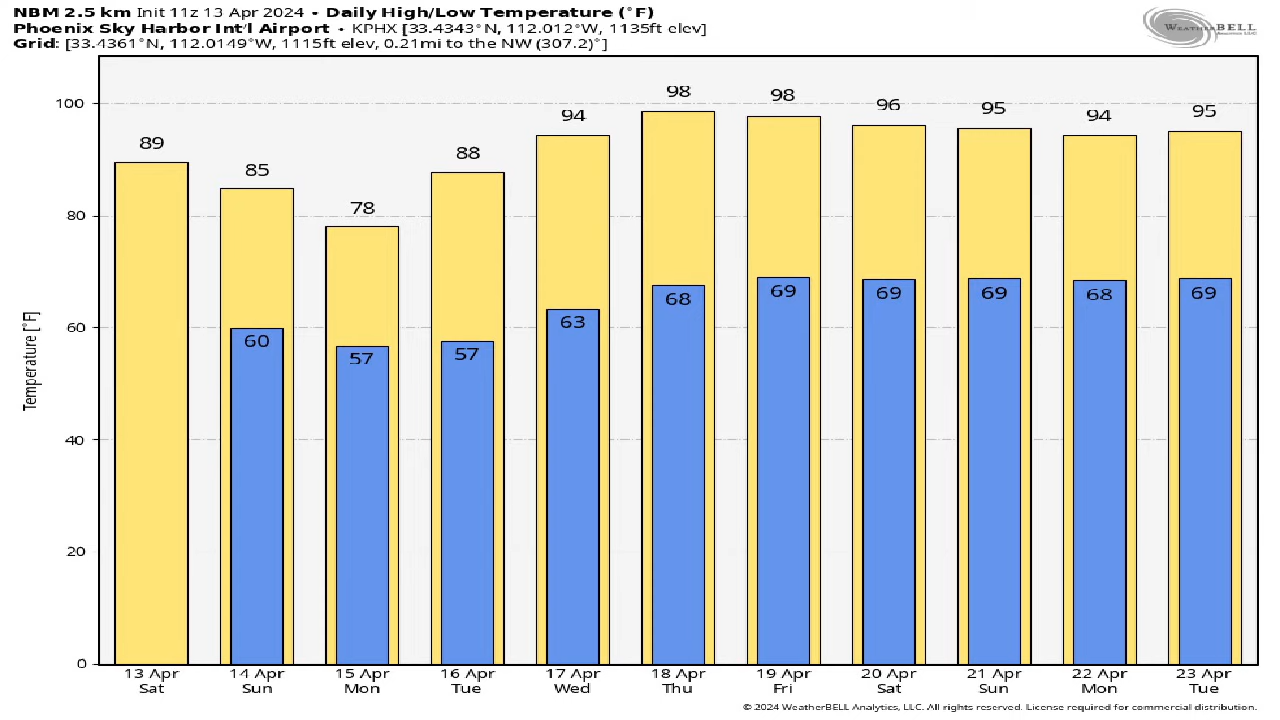 NBM 2.5 km Init 11z 13 Apr 2024 • Daily High/Low Temperature (°F)
Phoenix Sky Harbor Int'l Airport • KPHX [33.4343°N, 112.012°W, 1135ft elev]
Grid: [33.4361°N, 112.0149°W, 1115ft elev, 0.21mi to the NW (307.2)°]
WEATHERBELL
Temperature [°F]
100
80
60
40
20
0
89 85 78 88 94 98 98 96 95 94 95
60 57 57 63 68 69 69 69 68 69
13 Apr 14 Apr 15 Apr 16 Apr 17 Apr 18 Apr 19 Apr 20 Apr 21 Apr 22 Apr 23 Apr
Sat Sun Mon Tue Wed Thu Fri Sat Sun Mon Tue
© 2024 WeatherBELL Analytics, LLC. All rights reserved. License required for commercial distribution.